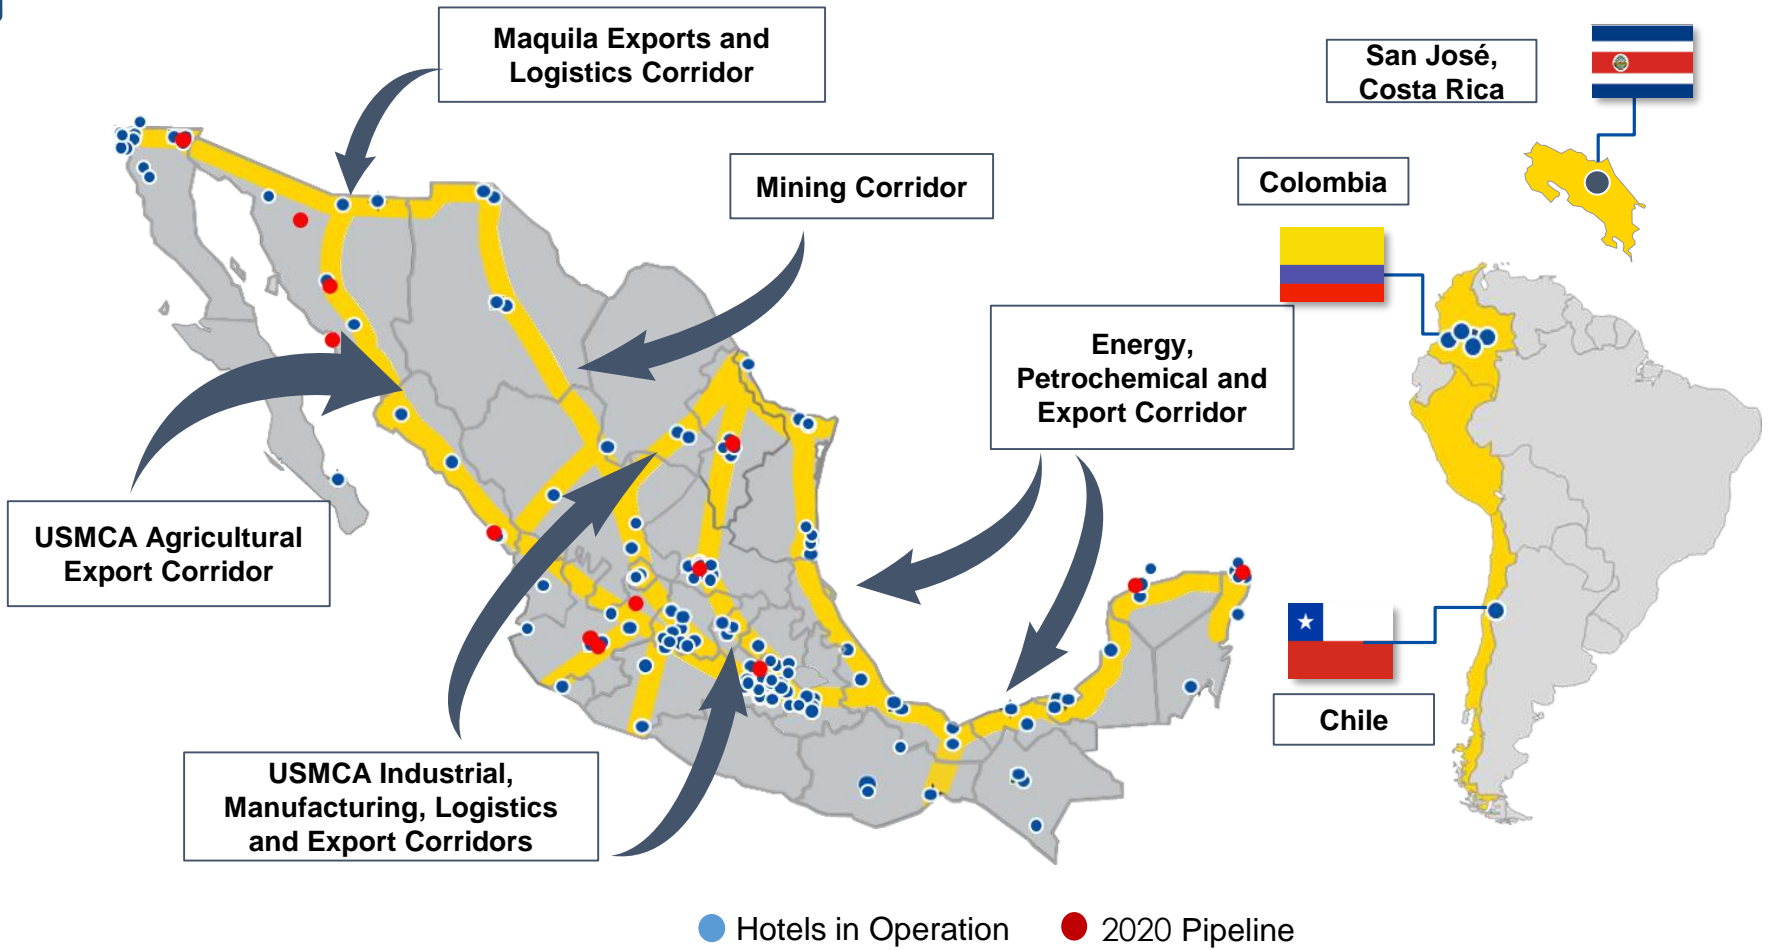 Maquila Exports and
Logistics Corridor
San José,
Costa Rica
Mining Corridor
Colombia
Energy,
Petrochemical and
Export Corridor
USMCA Agricultural
Export Corridor
Chile
USMCA Industrial,
Manufacturing, Logistics
and Export Corridors
Hotels in Operation
2020 Pipeline